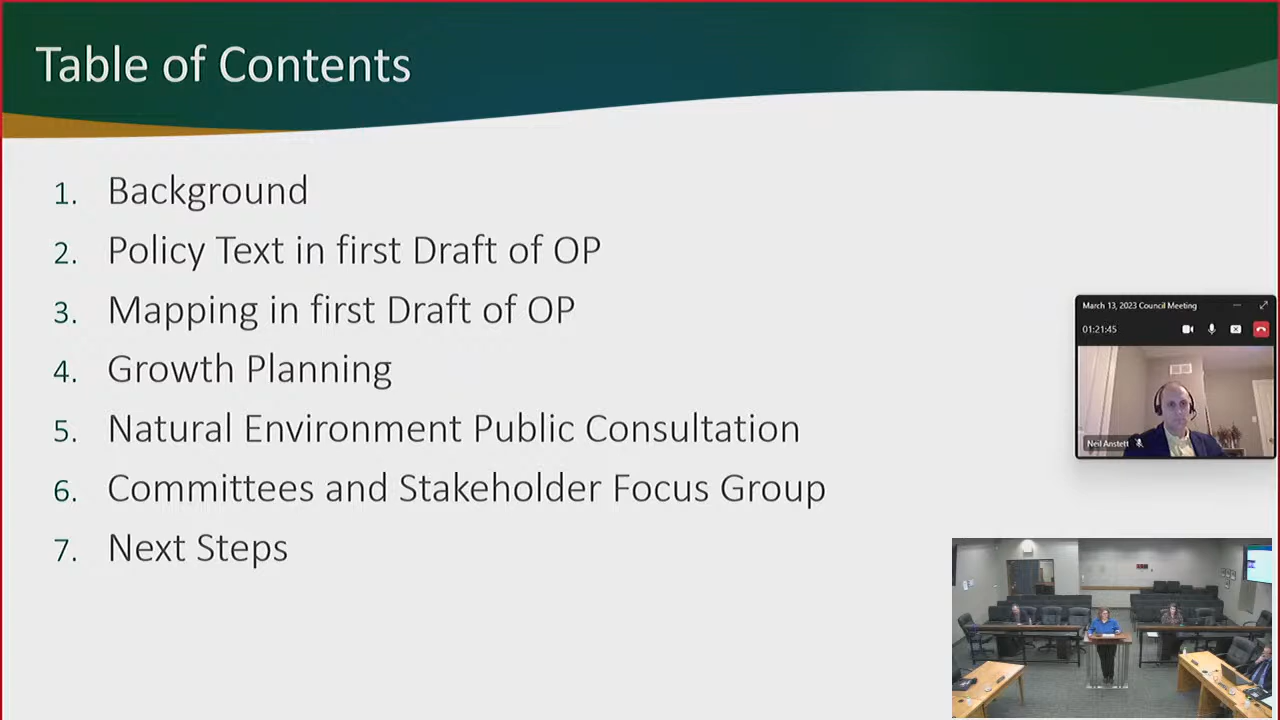 Table of Contents
1. Background
2. Policy Text in first Draft of OP
3. Mapping in first Draft of OP
4. Growth Planning
5. Natural Environment Public Consultation
6. Committees and Stakeholder Focus Group
7. Next Steps
March 13, 2023 Council Meeting
01:21:45
Neil Anstett